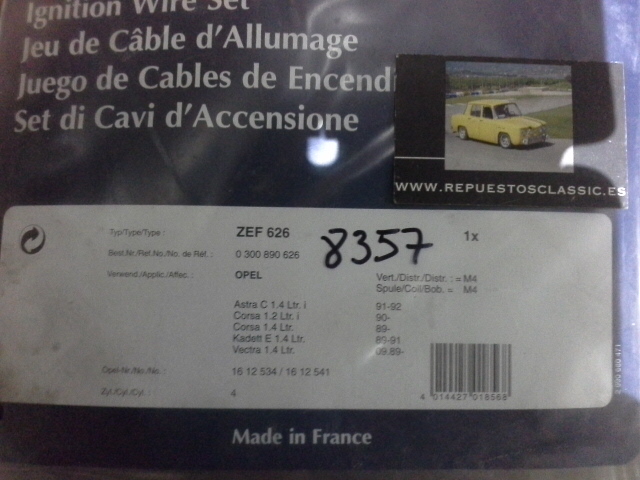 Ignition Wire Set
Jeu de Câble d'Allumage
Juego de Cables de Encendi
Set di Cavi d'Accensione
WWW.REPUESTOSCLASSIC.ES
Typ/Type/Type : ZEF 626 8357 1x
Best.Nr./Ref.No./No. de Réf. : 0 300 890 626
Verwend./Applic./Affec. : OPEL Vert./Distr./Distr. : = M4
Spule/Coil/Bob. = M4
Astra C 1.4 Ltr. i 91-92
Corsa 1.2 Ltr. i 90-
Corsa 1.4 Ltr. 89-
Kadett E 1.4 Ltr. 89-91
Vectra 1.4 Ltr. 09.89-
Opel-Nr./No./No.: 16 12 534 / 16 12 541
Zyl./Cyl./Cyl. : 4
4 014427 018568
Made in France